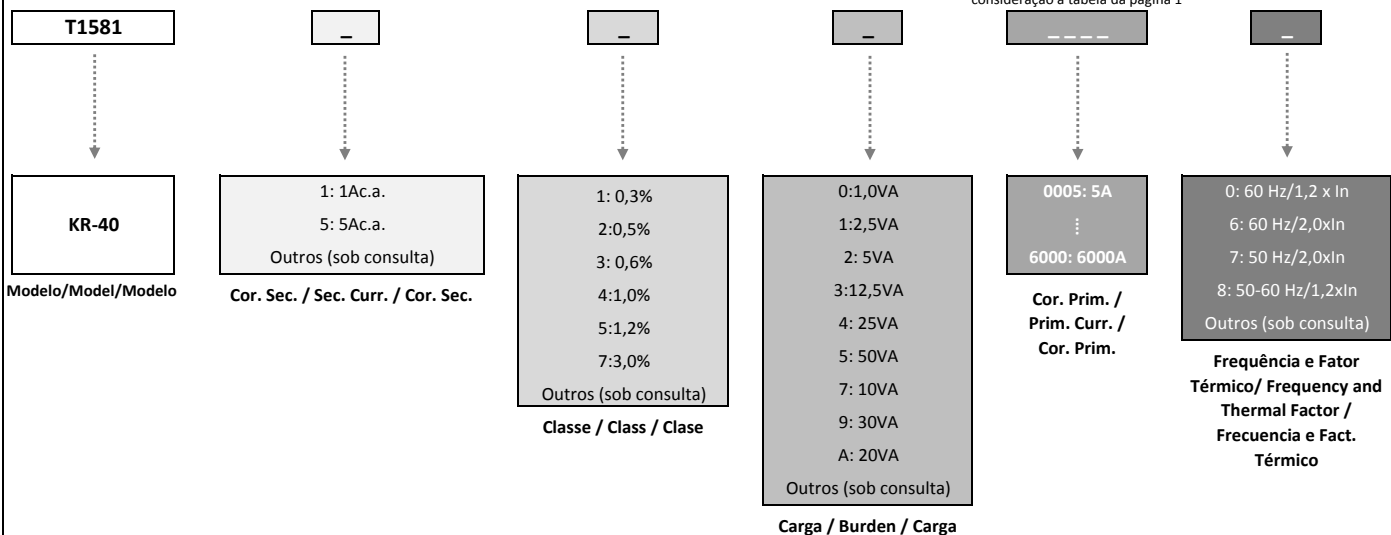 consideração a tabela da página 1
T1581
_
_
_
_ _ _ _
_
KR-40
Modelo/Model/Modelo
1: 1Ac.a.
5: 5Ac.a.
Outros (sob consulta)
Cor. Sec. / Sec. Curr. / Cor. Sec.
1: 0,3%
2:0,5%
3: 0,6%
4:1,0%
5:1,2%
7:3,0%
Outros (sob consulta)
Classe / Class / Clase
0:1,0VA
1:2,5VA
2: 5VA
3:12,5VA
4: 25VA
5: 50VA
7: 10VA
9: 30VA
A: 20VA
Outros (sob consulta)
Carga / Burden / Carga
0005: 5A
6000: 6000A
Cor. Prim. /
Prim. Curr. /
Cor. Prim.
0: 60 Hz/1,2 x In
6: 60 Hz/2,0xIn
7: 50 Hz/2,0xIn
8: 50-60 Hz/1,2xIn
Outros (sob consulta)
Frequência e Fator
Térmico/ Frequency and
Thermal Factor /
Frecuencia e Fact.
Térmico